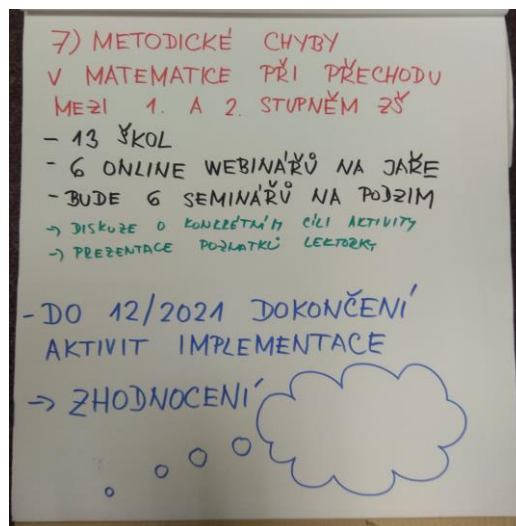 7) METODICKÉ CHYBY
V MATEMATICE PŘI PŘECHODU
MEZI 1. A 2. STUPNĚM ZŠ
- 13 ŠKOL
- 6 ONLINE WEBINÁŘŮ NA JAŘE
- BUDE 6 SEMINÁŘŮ NA PODZIM
→ DISKUZE O KONKRÉTNÍM CÍLI AKTIVITY
→ PREZENTACE POZNATKŮ LEKTORKY
- DO 12/2021 DOKONČENÍ
AKTIVIT IMPLEMENTACE
→ ZHODNOCENÍ